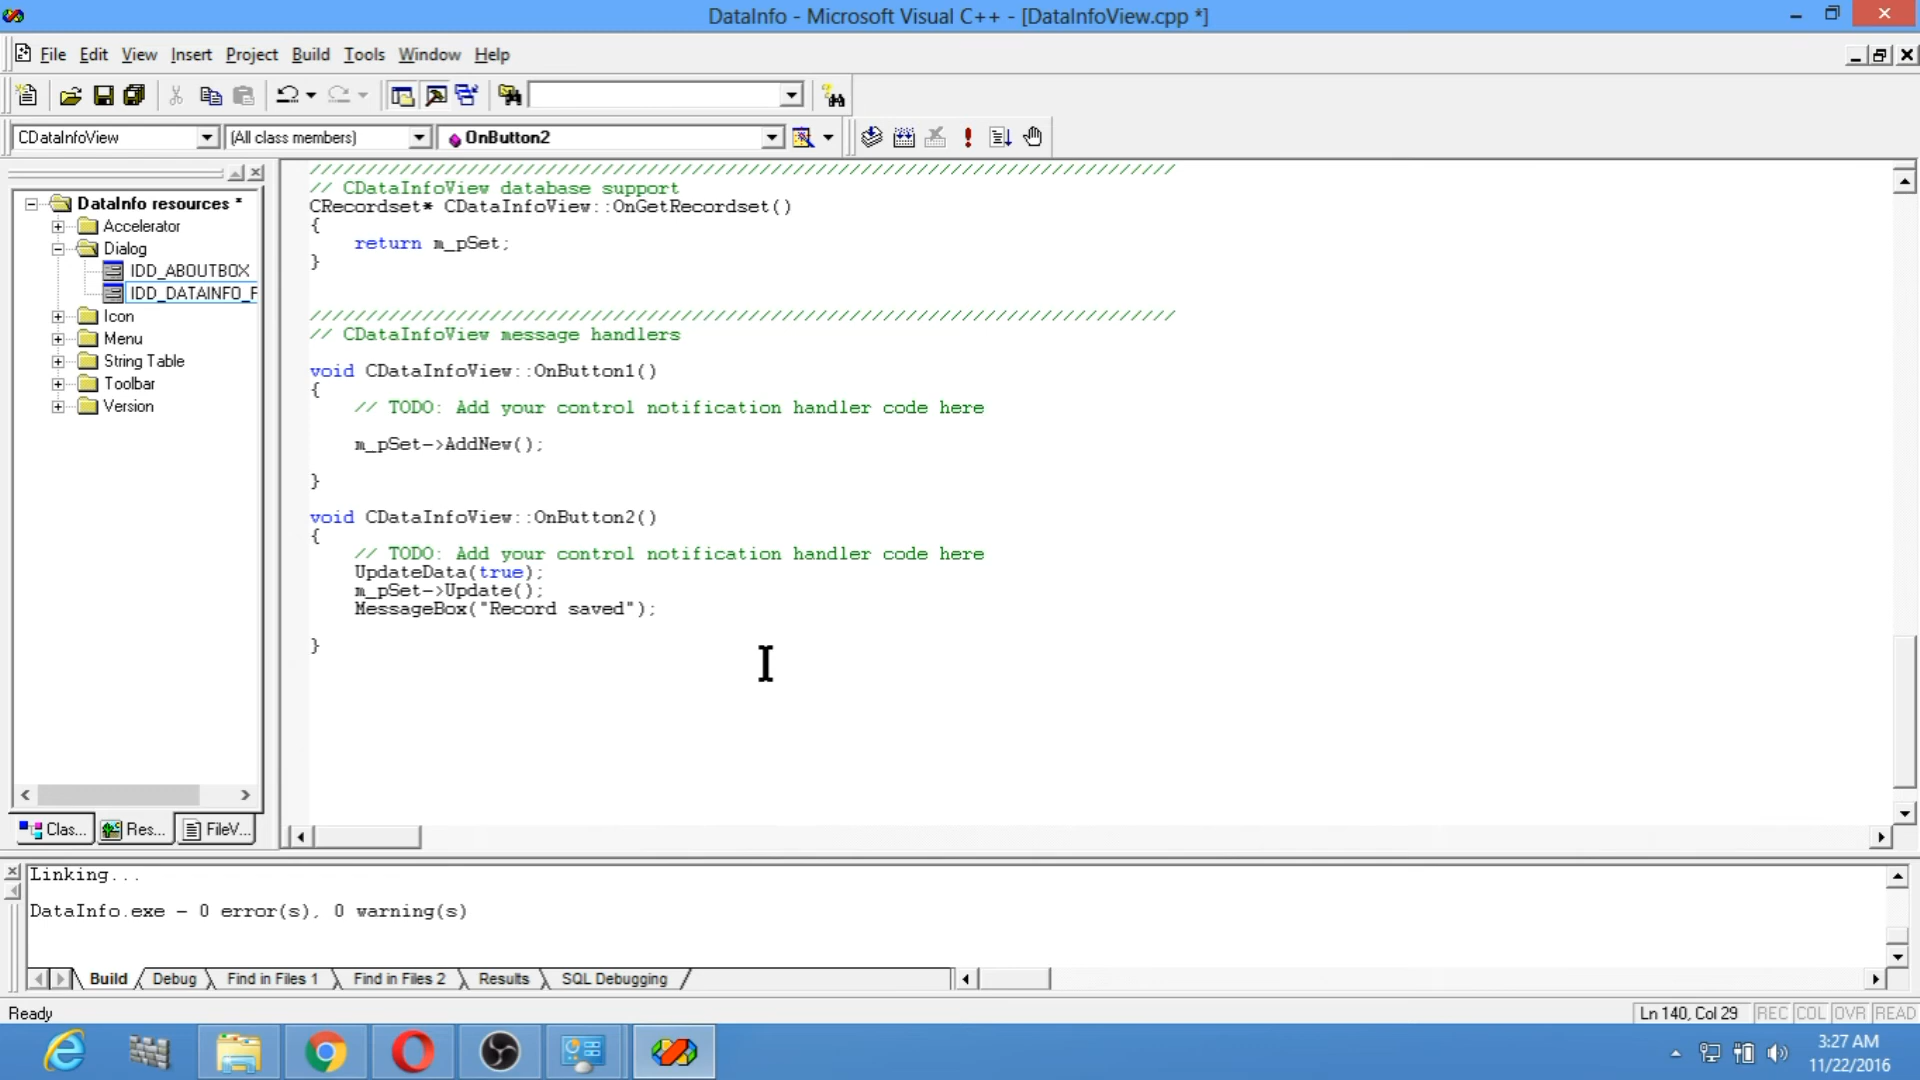 DataInfo - Microsoft Visual C++ - [DataInfoView.cpp *]
File Edit View Insert Project Build Tools Window Help
CDataInfoView (All class members) OnButton2
DataInfo resources *
Accelerator
Dialog
IDD_ABOUTBOX
IDD_DATAINFO_F
Icon
Menu
String Table
Toolbar
Version
Clas... Res... FileV...
/////////////////////////////////////////////////////////////////////////////
// CDataInfoView database support
CRecordset* CDataInfoView::OnGetRecordset()
{
return m_pSet;
}
/////////////////////////////////////////////////////////////////////////////
// CDataInfoView message handlers
void CDataInfoView::OnButton1()
{
// TODO: Add your control notification handler code here
m_pSet->AddNew();
}
void CDataInfoView::OnButton2()
{
// TODO: Add your control notification handler code here
UpdateData(true);
m_pSet->Update();
MessageBox("Record saved");
}
Linking...
DataInfo.exe - 0 error(s), 0 warning(s)
Build Debug Find in Files 1 Find in Files 2 Results SQL Debugging
Ready Ln 140, Col 29 REC COL OVR READ
3:27 AM
11/22/2016